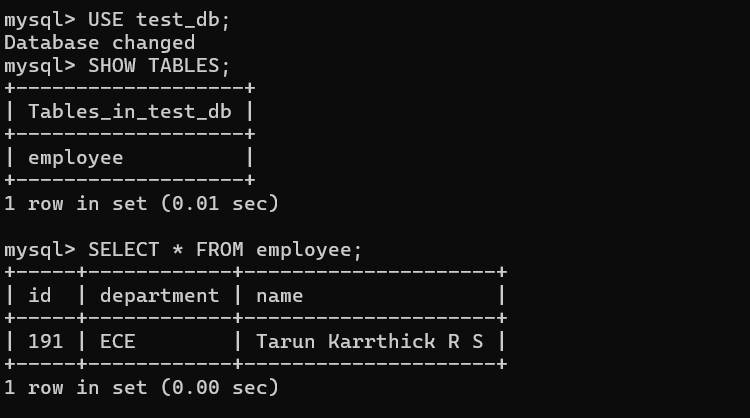 mysql> USE test_db;
Database changed
mysql> SHOW TABLES;
+-------------------+
| Tables_in_test_db |
+-------------------+
| employee          |
+-------------------+
1 row in set (0.01 sec)

mysql> SELECT * FROM employee;
+-----+------------+---------------------+
| id  | department | name                |
+-----+------------+---------------------+
| 191 | ECE        | Tarun Karrthick R S |
+-----+------------+---------------------+
1 row in set (0.00 sec)